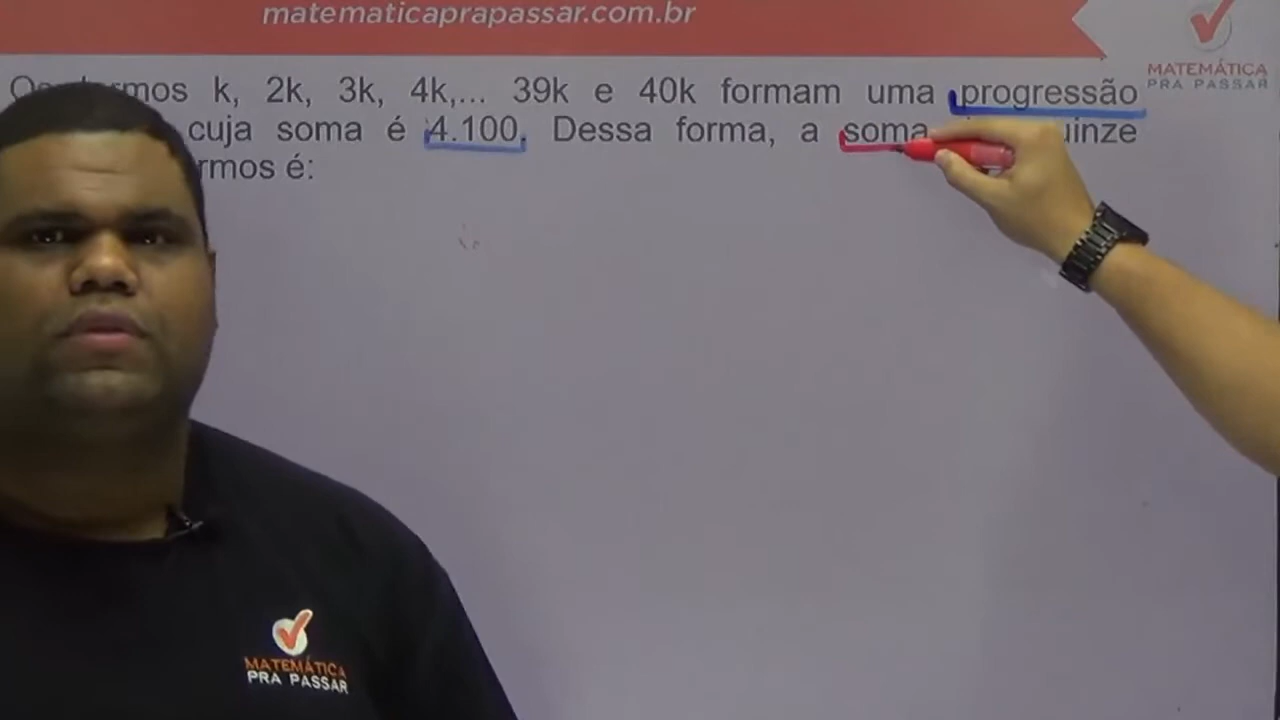 matematicaprapassar.com.br
MATEMÁTICA
PRA PASSAR
k, 2k, 3k, 4k,... 39k e 40k formam uma progressão
cuja soma é 4.100. Dessa forma, a soma
é:
MATEMÁTICA
PRA PASSAR